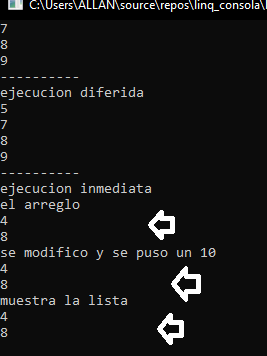 C:\Users\ALLAN\source\repos\linq_consola\
7
8
9
----------
ejecucion diferida
5
7
8
9
----------
ejecucion inmediata
el arreglo
4
8
se modifico y se puso un 10
4
8
muestra la lista
4
8